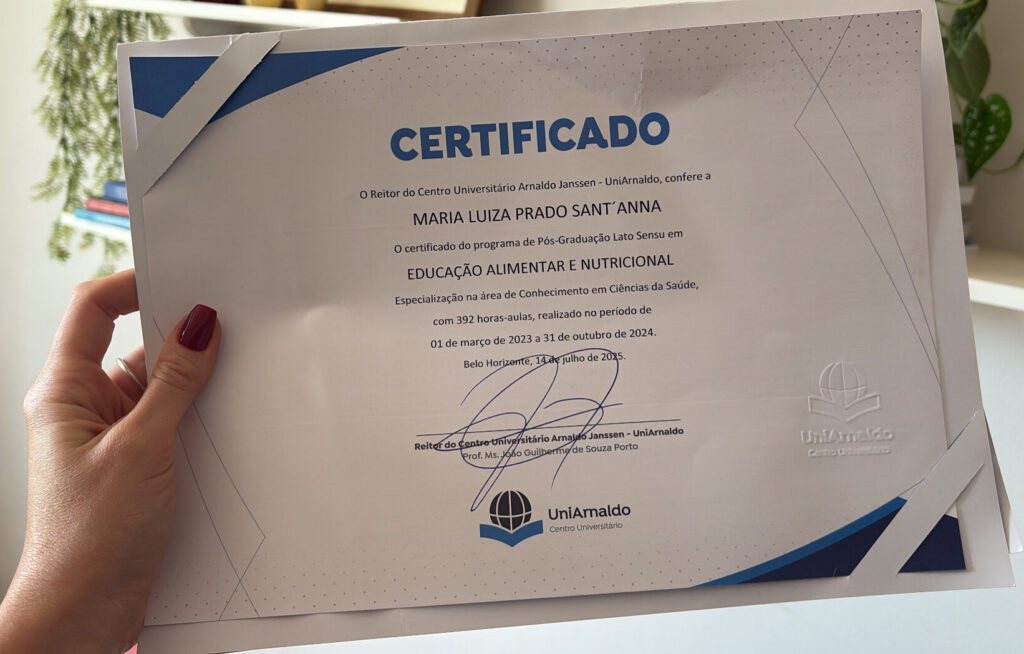 CERTIFICADO
O Reitor do Centro Universitário Arnaldo Janssen - UniArnaldo, confere a
MARIA LUIZA PRADO SANT´ANNA
O certificado do programa de Pós-Graduação Lato Sensu em
EDUCAÇÃO ALIMENTAR E NUTRICIONAL
Especialização na área de Conhecimento em Ciências da Saúde,
com 392 horas-aulas, realizado no período de
01 de março de 2023 a 31 de outubro de 2024.
Belo Horizonte, 14 de julho de 2025.
Reitor do Centro Universitário Arnaldo Janssen - UniArnaldo
Prof. Ms. João Guilherme de Souza Porto
UniArnaldo
Centro Universitário
UniArnaldo
Centro Universitário